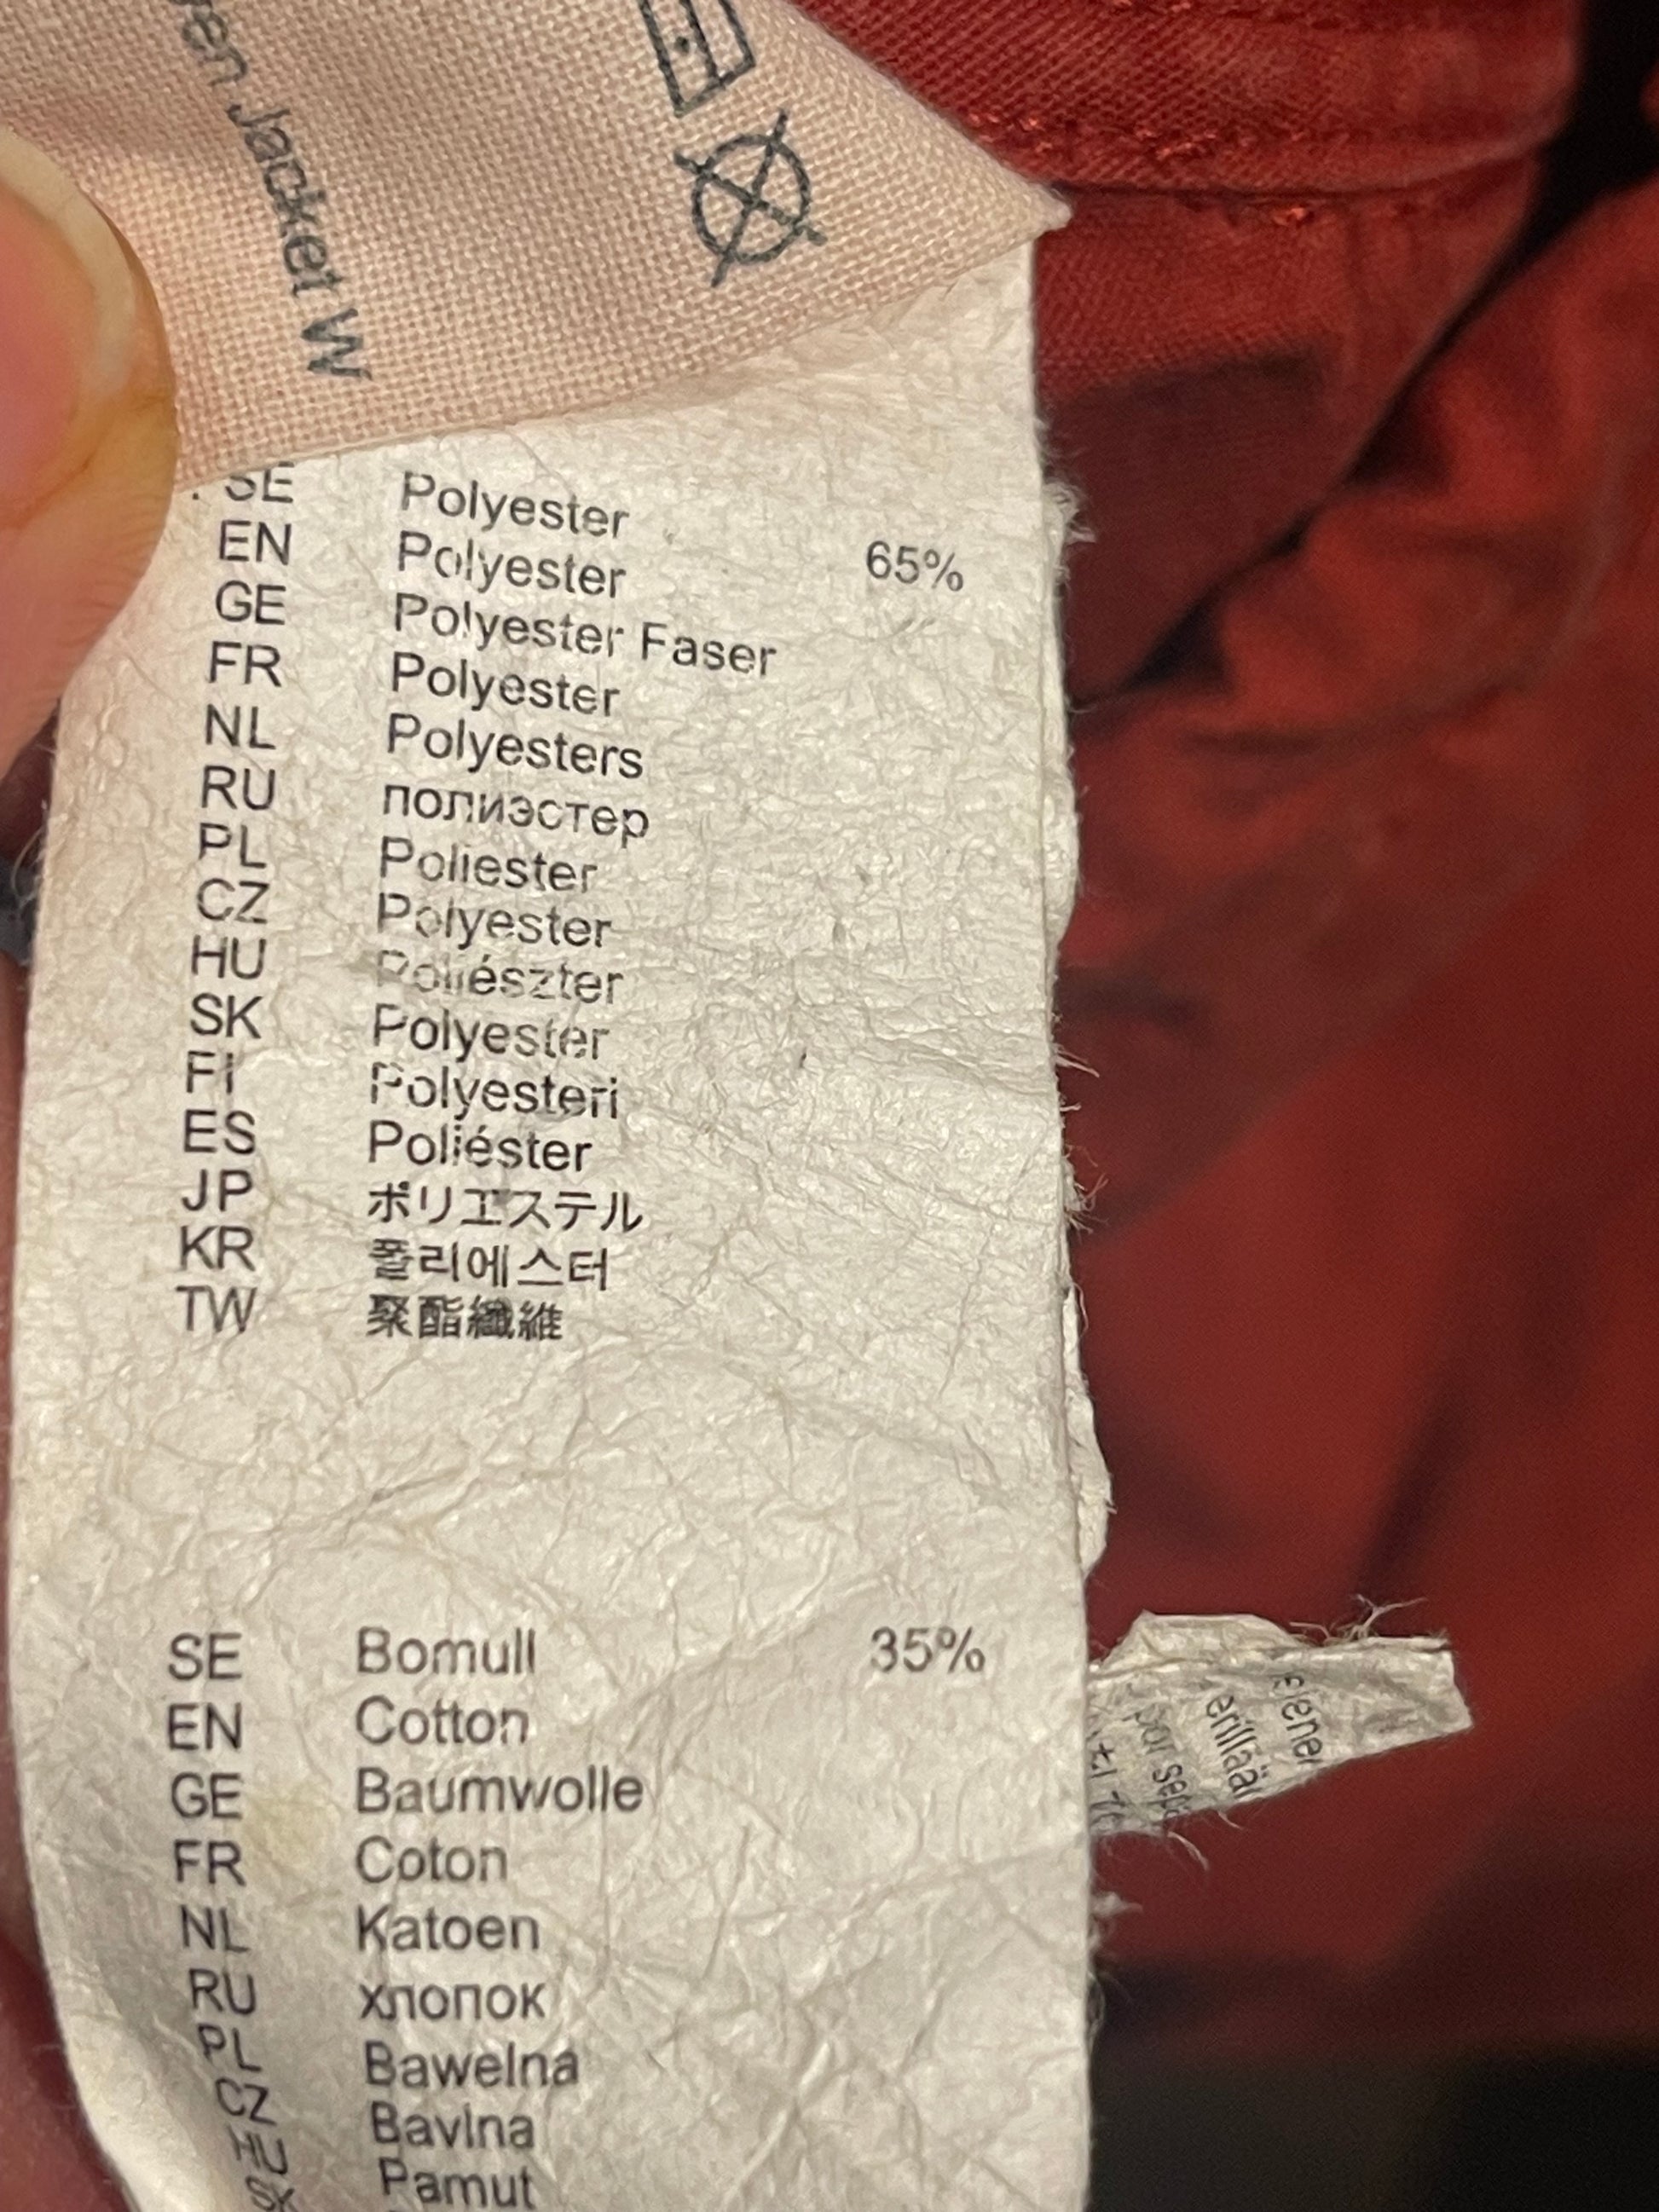 Jacket W
SE Polyester 65%
EN Polyester
GE Polyester Faser
FR Polyester
NL Polyesters
RU полиэстер
PL Poliester
CZ Polyester
HU Poliészter
SK Polyester
FI Polyesteri
ES Poliéster
JP ポリエステル
KR 폴리에스터
TW 聚酯纖維
SE Bomull 35%
EN Cotton
GE Baumwolle
FR Coton
NL Katoen
RU хлопок
PL Bawelna
CZ Bavlna
HU Pamut
SK
por